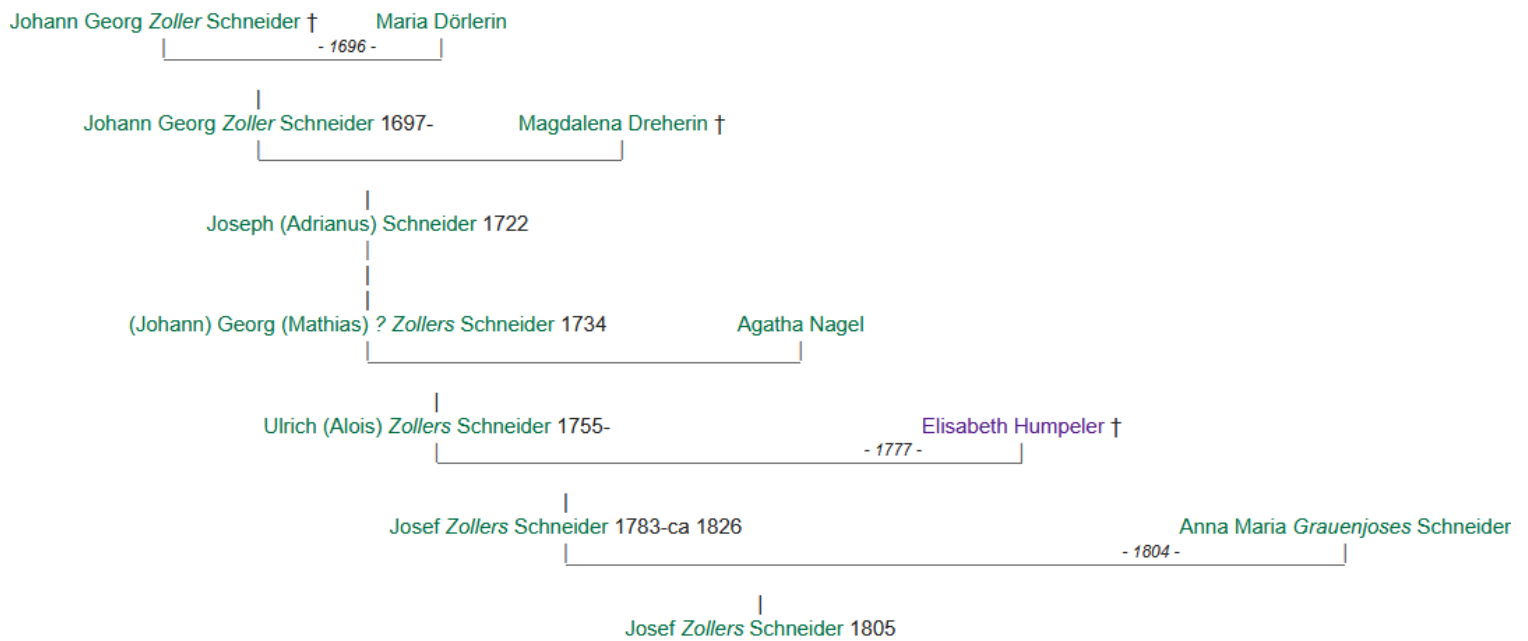 Johann Georg Zoller Schneider † Maria Dörlerin
- 1696 -
Johann Georg Zoller Schneider 1697- Magdalena Dreherin †
Joseph (Adrianus) Schneider 1722
(Johann) Georg (Mathias) ? Zollers Schneider 1734 Agatha Nagel
Ulrich (Alois) Zollers Schneider 1755- Elisabeth Humpeler †
- 1777 -
Josef Zollers Schneider 1783-ca 1826 Anna Maria Grauenjoses Schneider
- 1804 -
Josef Zollers Schneider 1805